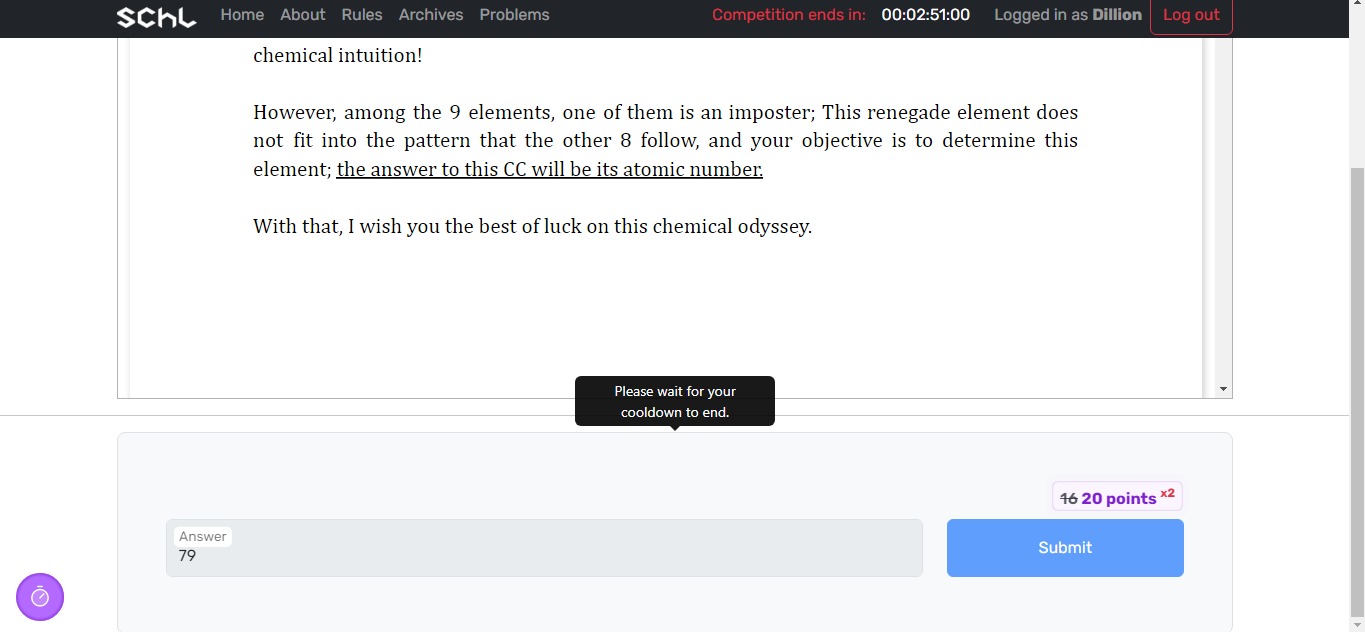 SChL Home About Rules Archives Problems Competition ends in: 00:02:51:00 Logged in as Dillion Log out
chemical intuition!
However, among the 9 elements, one of them is an imposter; This renegade element does
not fit into the pattern that the other 8 follow, and your objective is to determine this
element; the answer to this CC will be its atomic number.
With that, I wish you the best of luck on this chemical odyssey.
Please wait for your
cooldown to end.
16 20 points x2
Answer
79
Submit